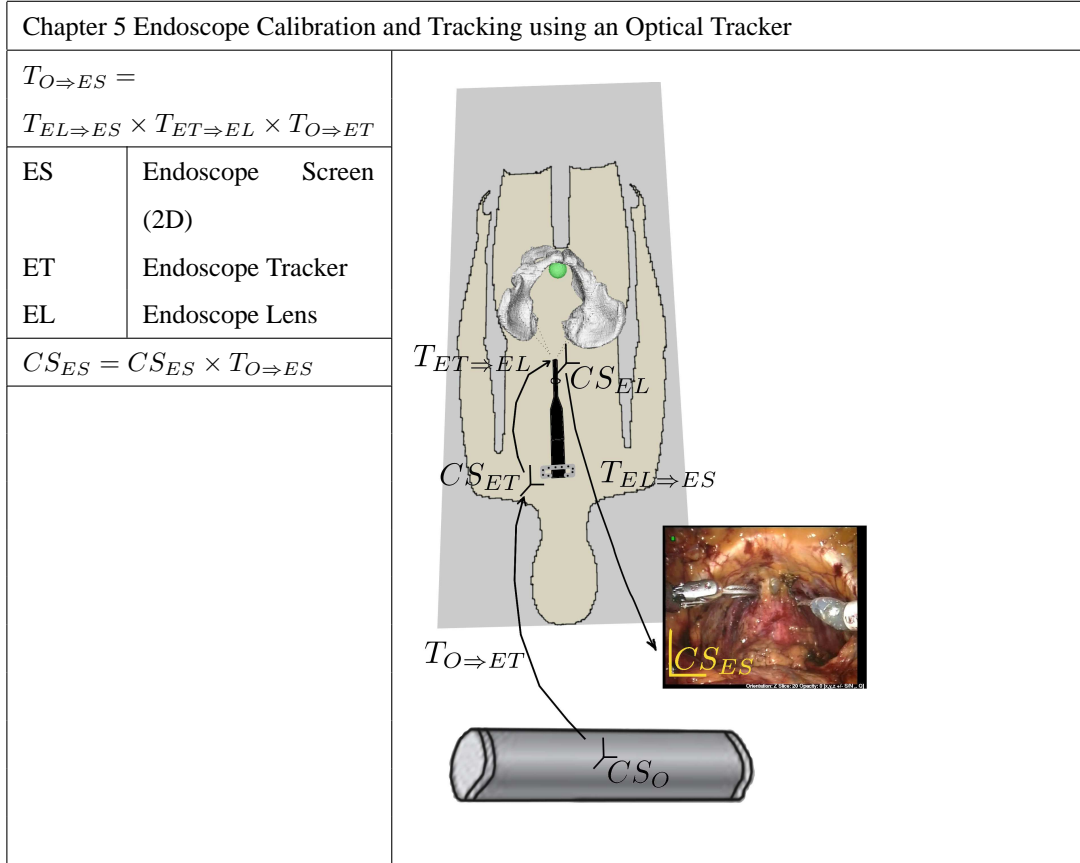 Chapter 5 Endoscope Calibration and Tracking using an Optical Tracker
T_{O⇒ES} =
T_{EL⇒ES} × T_{ET⇒EL} × T_{O⇒ET}
ES Endoscope Screen
(2D)
ET Endoscope Tracker
EL Endoscope Lens
CS_{ES} = CS_{ES} × T_{O⇒ES}
T_{ET⇒EL}
CS_{EL}
CS_{ET}
T_{EL⇒ES}
T_{O⇒ET}
CS_{ES}
CS_O